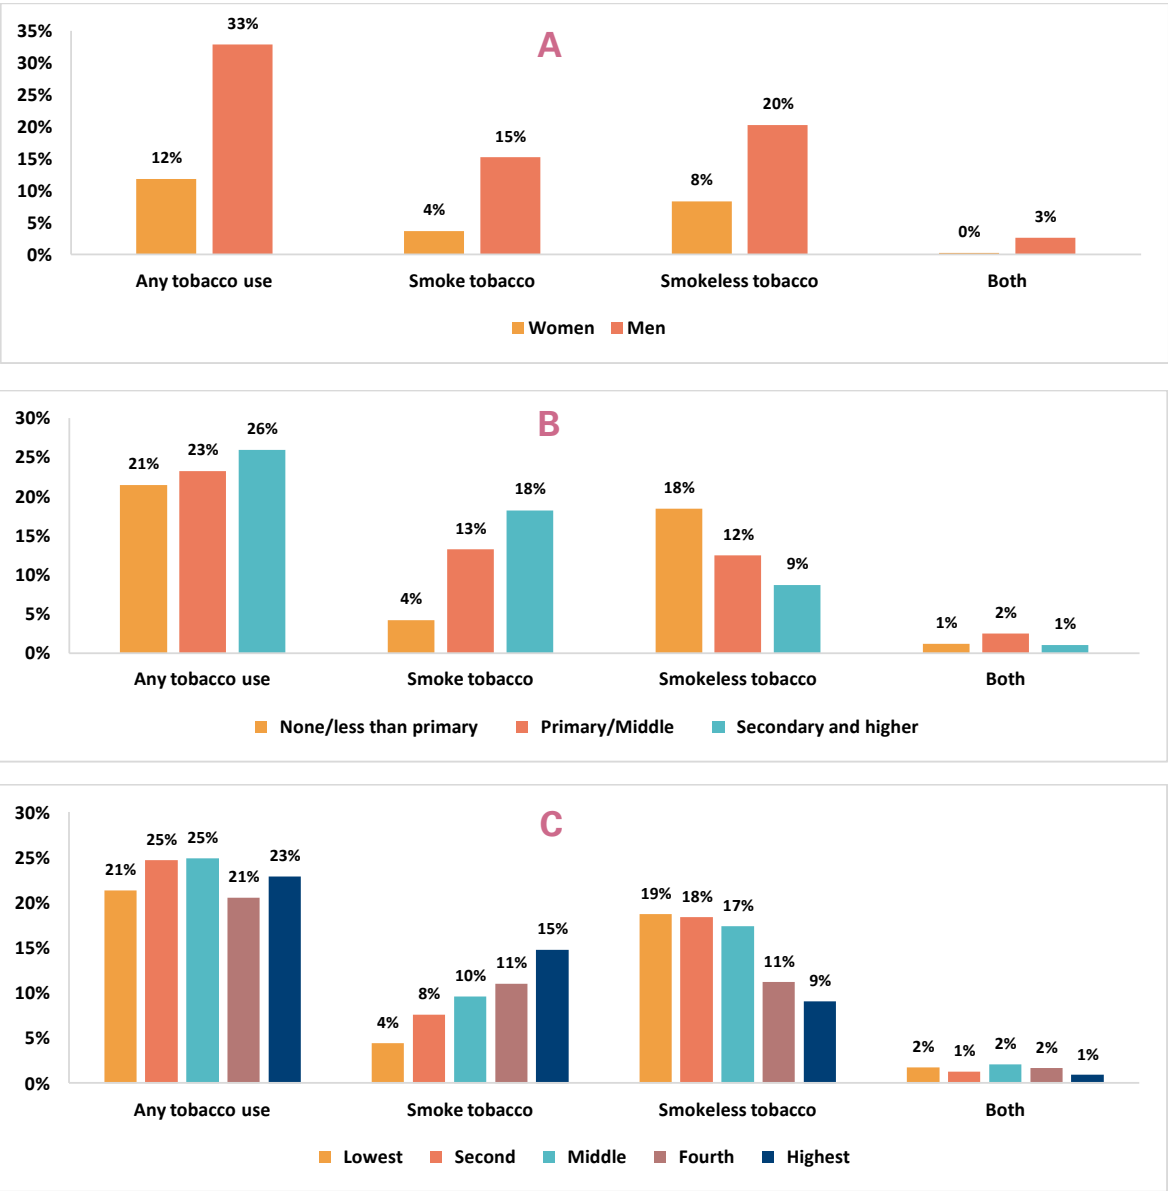 A
35%
30%
25%
20%
15%
10%
5%
0%
12% 33% 4% 15% 8% 20% 0% 3%
Any tobacco use Smoke tobacco Smokeless tobacco Both
Women Men
B
30%
25%
20%
15%
10%
5%
0%
21% 23% 26% 4% 13% 18% 18% 12% 9% 1% 2% 1%
Any tobacco use Smoke tobacco Smokeless tobacco Both
None/less than primary Primary/Middle Secondary and higher
C
30%
25%
20%
15%
10%
5%
0%
21% 25% 25% 21% 23% 4% 8% 10% 11% 15% 19% 18% 17% 11% 9% 2% 1% 2% 2% 1%
Any tobacco use Smoke tobacco Smokeless tobacco Both
Lowest Second Middle Fourth Highest